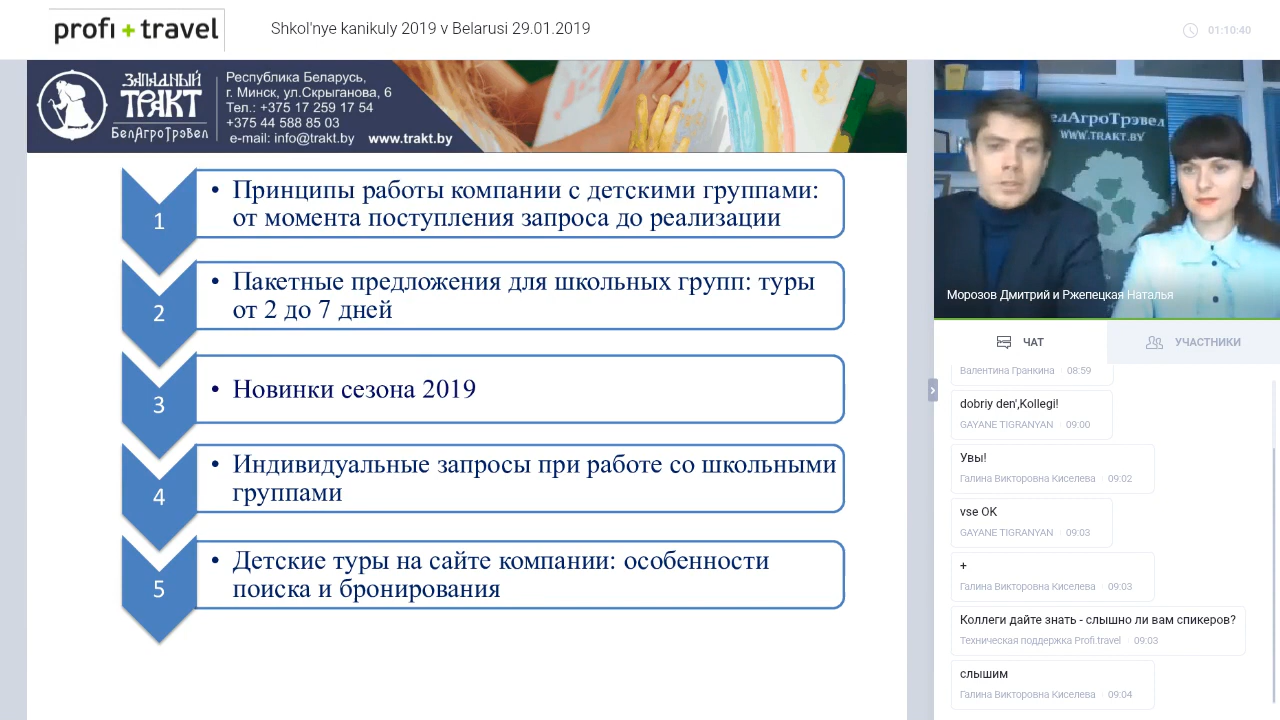 profi + travel
Shkol'nye kanikuly 2019 v Belarusi 29.01.2019
01:10:40
ЗАПАДНЫЙ
ТРАКТ
БелАгроТрэвел
Республика Беларусь,
г. Минск, ул.Скрыганова, 6
Тел.: +375 17 259 17 54
+375 44 588 85 03
e-mail: info@trakt.by www.trakt.by
1
• Принципы работы компании с детскими группами:
от момента поступления запроса до реализации
2
• Пакетные предложения для школьных групп: туры
от 2 до 7 дней
3
• Новинки сезона 2019
4
• Индивидуальные запросы при работе со школьными
группами
5
• Детские туры на сайте компании: особенности
поиска и бронирования
елАгроТрэвел
WWW.TRAKT.BY
Морозов Дмитрий и Ржепецкая Наталья
ЧАТ
УЧАСТНИКИ
Валентина Гранкина · 08:59
dobriy den',Kollegi!
GAYANE TIGRANYAN · 09:00
Увы!
Галина Викторовна Киселева · 09:02
vse OK
GAYANE TIGRANYAN · 09:03
+
Галина Викторовна Киселева · 09:03
Коллеги дайте знать - слышно ли вам спикеров?
Техническая поддержка Profi.travel · 09:03
слышим
Галина Викторовна Киселева · 09:04